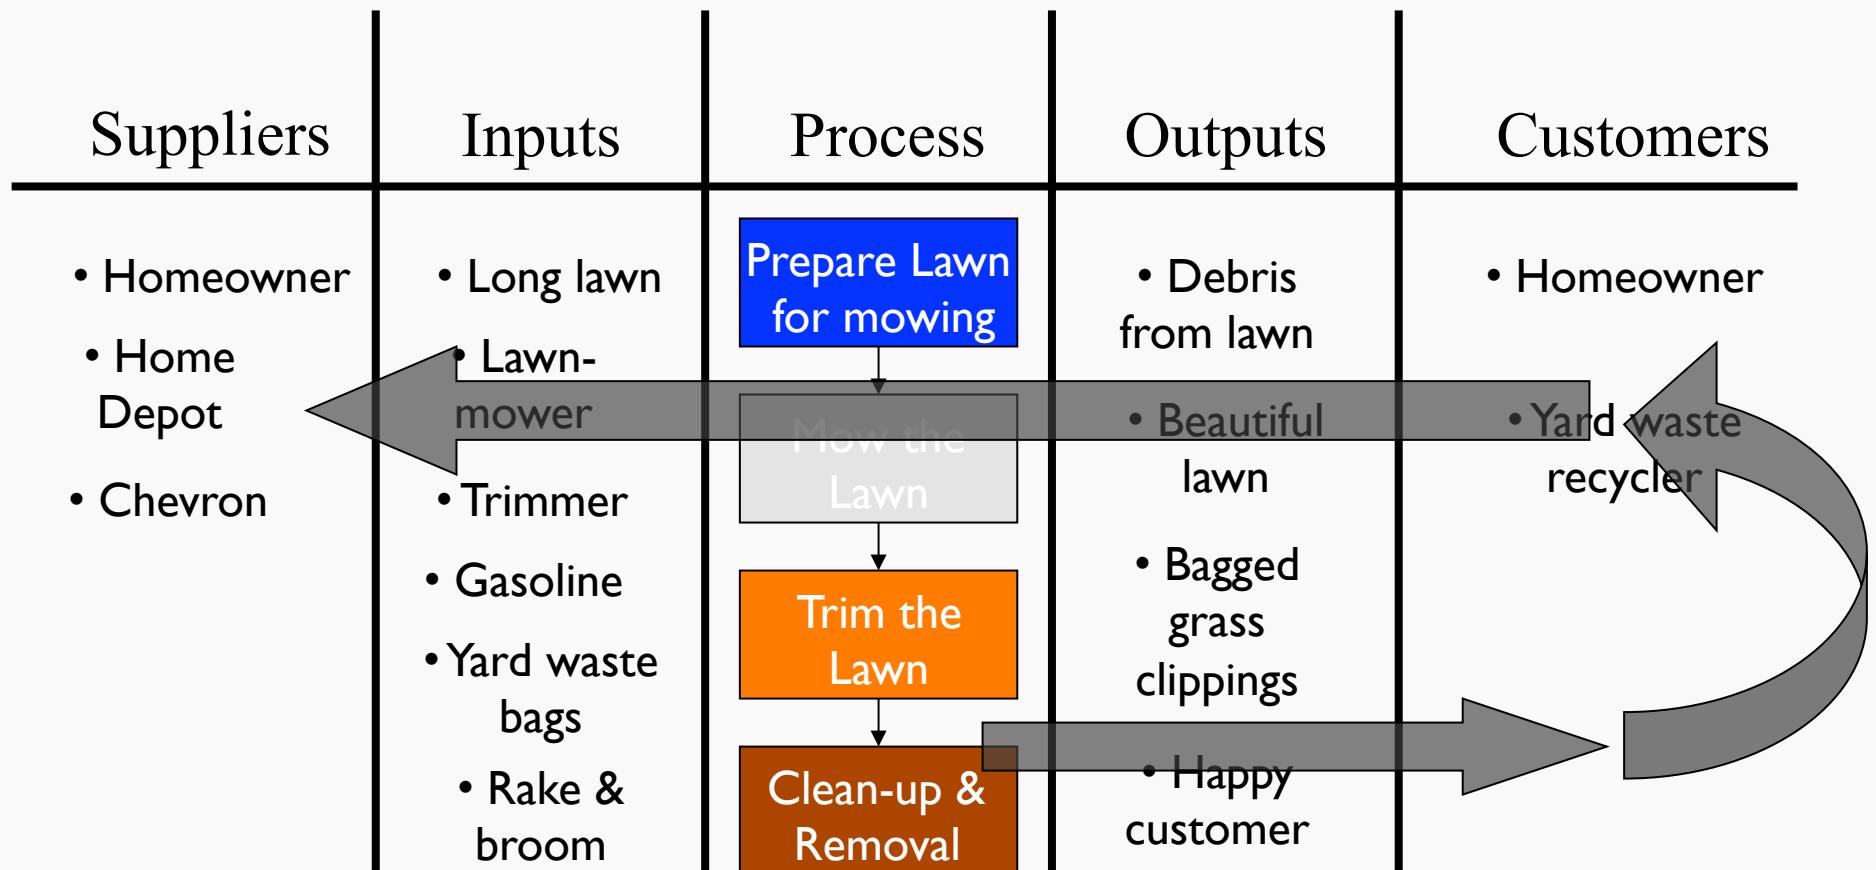 Suppliers
Inputs
Process
Outputs
Customers
• Homeowner
• Home
Depot
• Chevron
• Long lawn
• Lawn-
mower
• Trimmer
• Gasoline
• Yard waste
bags
• Rake &
broom
Prepare Lawn
for mowing
Mow the
Lawn
Trim the
Lawn
Clean-up &
Removal
• Debris
from lawn
• Beautiful
lawn
• Bagged
grass
clippings
• Happy
customer
• Homeowner
• Yard waste
recycler